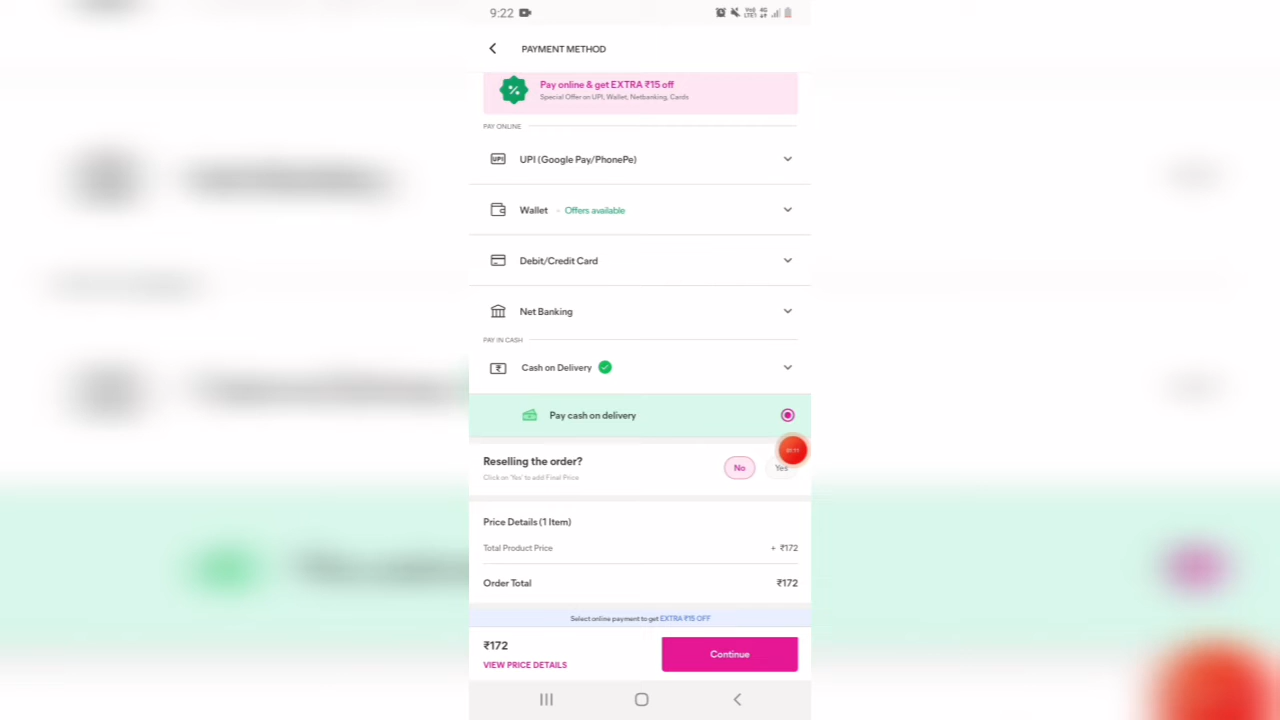 9:22
PAYMENT METHOD
Pay online & get EXTRA ₹15 off
Special Offer on UPI, Wallet, Netbanking, Cards
PAY ONLINE
UPI UPI (Google Pay/PhonePe)
Wallet • Offers available
Debit/Credit Card
Net Banking
PAY IN CASH
Cash on Delivery
Pay cash on delivery
Reselling the order?
No Yes
Click on 'Yes' to add Final Price
Price Details (1 Item)
Total Product Price + ₹172
Order Total ₹172
Select online payment to get EXTRA ₹15 OFF
₹172
VIEW PRICE DETAILS
Continue